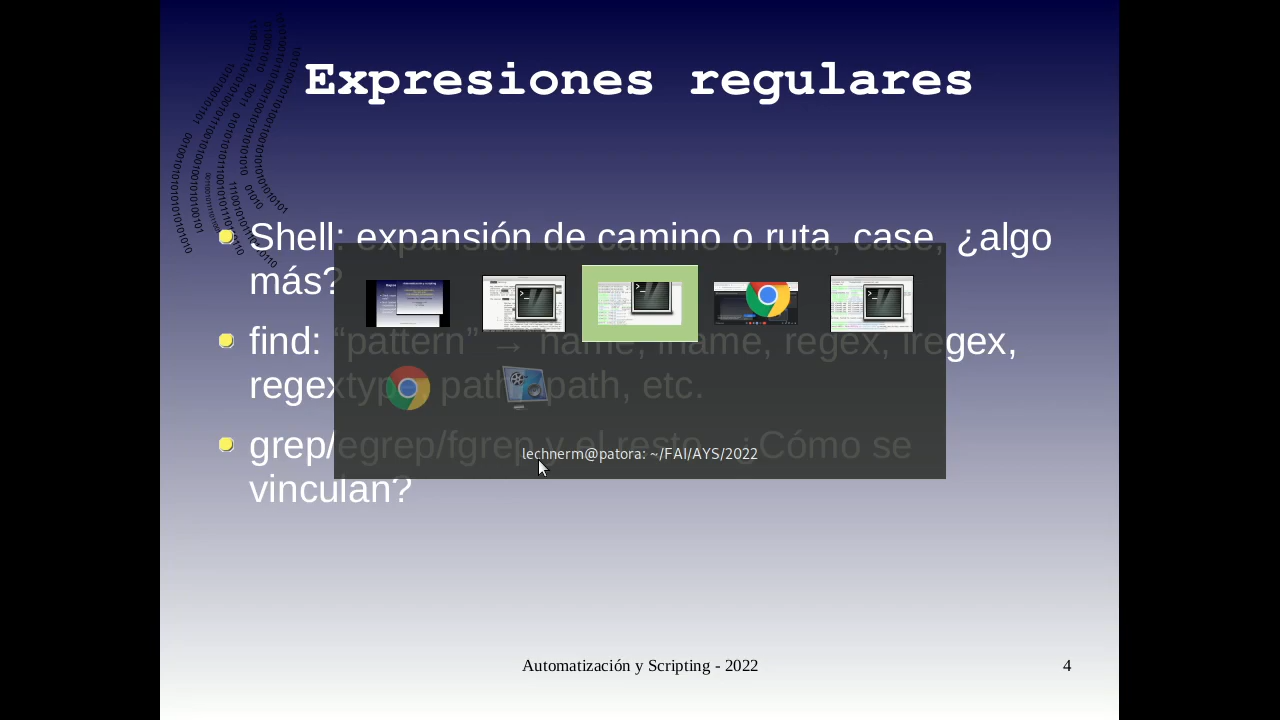 Expresiones regulares
Shell: expansión de camino o ruta, case, ¿algo
más?
find: “pattern” → name, iname, regex, iregex,
regextype, path, ipath, etc.
grep/egrep/fgrep y el resto. ¿Cómo se
vinculan?
lechnerm@patora: ~/FAI/AYS/2022
Automatización y Scripting - 2022
4